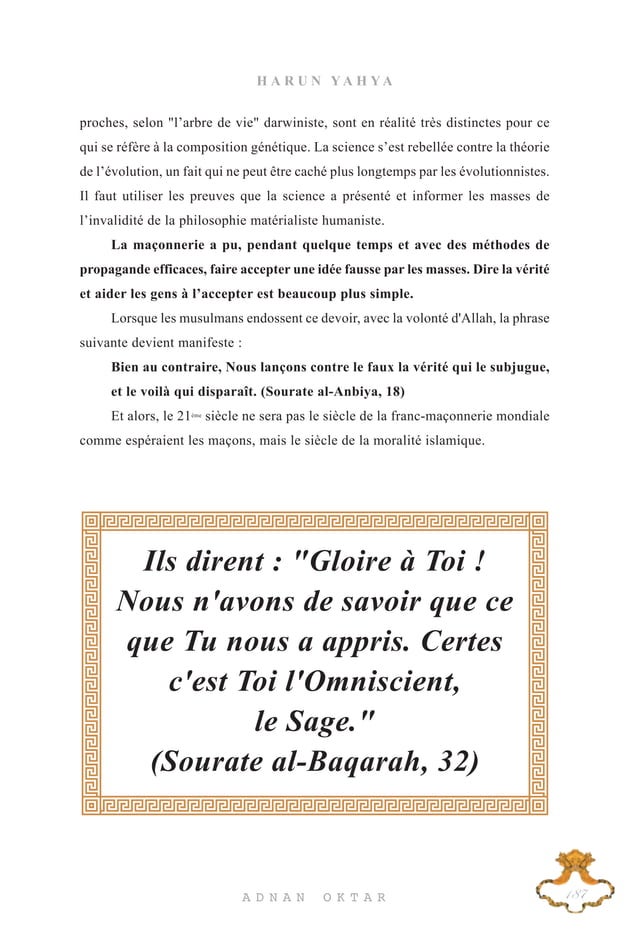 HARUN YAHYA
proches, selon "l’arbre de vie" darwiniste, sont en réalité très distinctes pour ce
qui se réfère à la composition génétique. La science s’est rebellée contre la théorie
de l’évolution, un fait qui ne peut être caché plus longtemps par les évolutionnistes.
Il faut utiliser les preuves que la science a présenté et informer les masses de
l’invalidité de la philosophie matérialiste humaniste.
La maçonnerie a pu, pendant quelque temps et avec des méthodes de
propagande efficaces, faire accepter une idée fausse par les masses. Dire la vérité
et aider les gens à l’accepter est beaucoup plus simple.
Lorsque les musulmans endossent ce devoir, avec la volonté d'Allah, la phrase
suivante devient manifeste :
Bien au contraire, Nous lançons contre le faux la vérité qui le subjugue,
et le voilà qui disparaît. (Sourate al-Anbiya, 18)
Et alors, le 21ème siècle ne sera pas le siècle de la franc-maçonnerie mondiale
comme espéraient les maçons, mais le siècle de la moralité islamique.
Ils dirent : "Gloire à Toi !
Nous n'avons de savoir que ce
que Tu nous a appris. Certes
c'est Toi l'Omniscient,
le Sage."
(Sourate al-Baqarah, 32)
187
ADNAN OKTAR